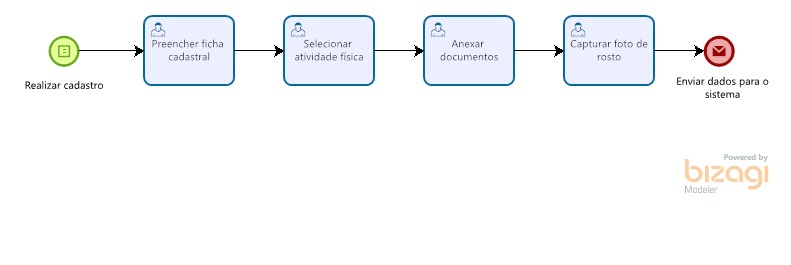 Realizar cadastro
Preencher ficha
cadastral
Selecionar
atividade física
Anexar
documentos
Capturar foto de
rosto
Enviar dados para o
sistema
Powered by
bizagi
Modeler